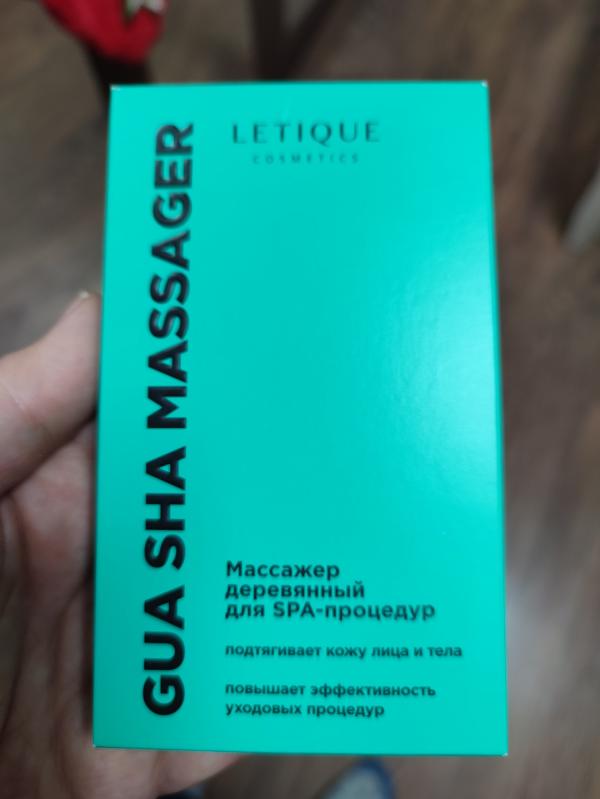 LETIQUE
COSMETICS
GUA SHA MASSAGER
Массажер
деревянный
для SPA-процедур
подтягивает кожу лица и тела
повышает эффективность
уходовых процедур